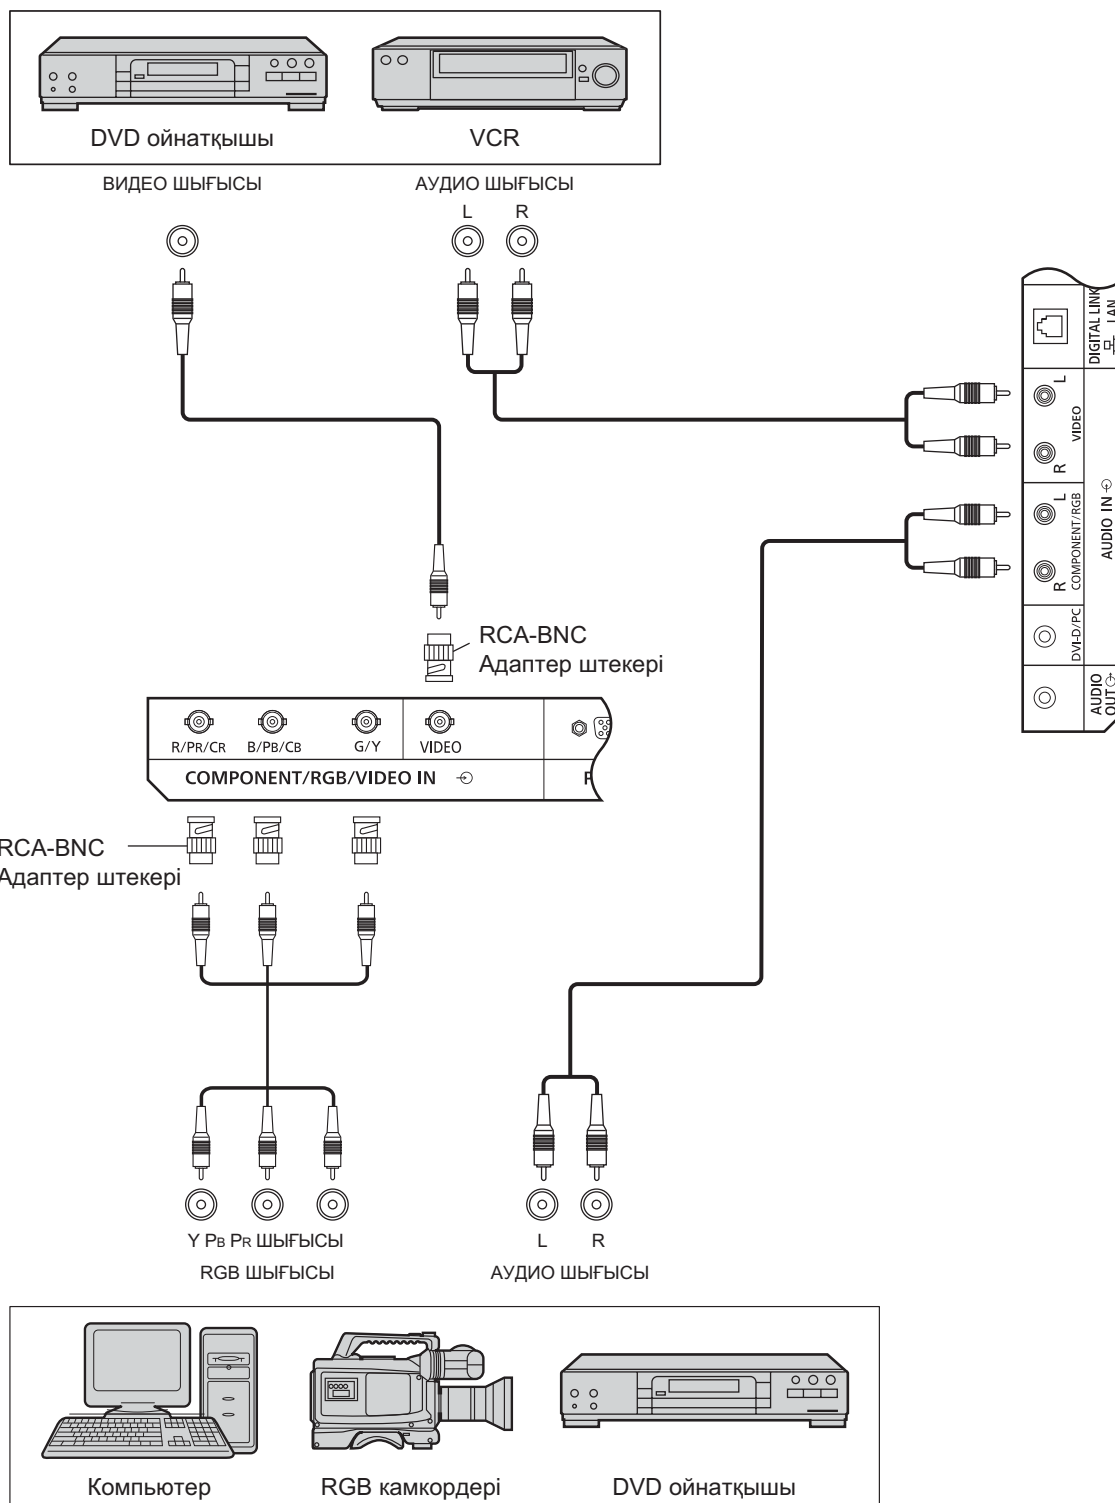 DVD ойнатқышы VCR
ВИДЕО ШЫҒЫСЫ АУДИО ШЫҒЫСЫ
L R
DIGITAL LINK
LAN
L
VIDEO
R
L
COMPONENT/RGB
R
AUDIO IN
DVI-D/PC
AUDIO
OUT
RCA-BNC
Адаптер штекері
R/PR/CR B/PB/CB G/Y VIDEO
COMPONENT/RGB/VIDEO IN
RCA-BNC
Адаптер штекері
Y PB PR ШЫҒЫСЫ
RGB ШЫҒЫСЫ
L R
АУДИО ШЫҒЫСЫ
Компьютер RGB камкордері DVD ойнатқышы